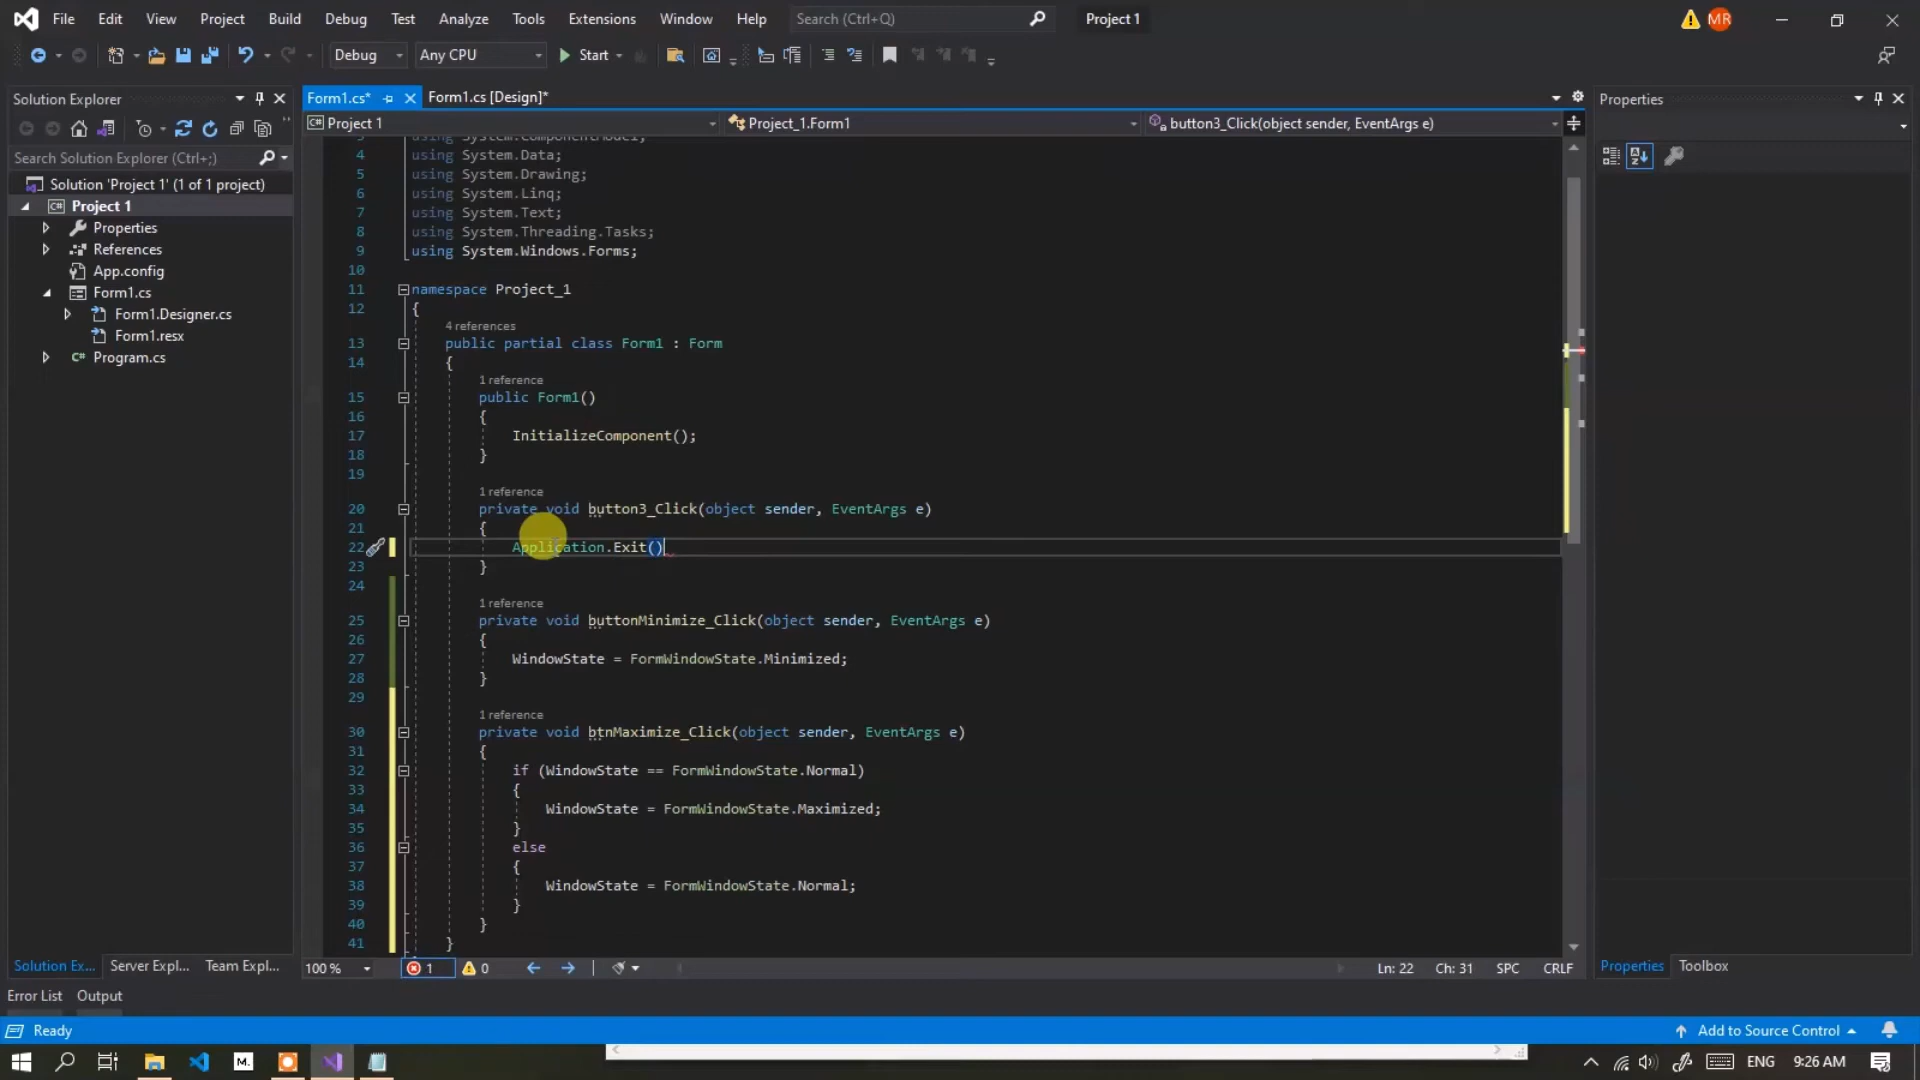 File Edit View Project Build Debug Test Analyze Tools Extensions Window Help Search (Ctrl+Q) Project 1 MR
Debug Any CPU Start
Solution Explorer
Form1.cs* Form1.cs [Design]*
Properties
Project 1 Project_1.Form1 button3_Click(object sender, EventArgs e)
Search Solution Explorer (Ctrl+;)
Solution 'Project 1' (1 of 1 project)
Project 1
Properties
References
App.config
Form1.cs
Form1.Designer.cs
Form1.resx
Program.cs
3 using System.ComponentModel;
4 using System.Data;
5 using System.Drawing;
6 using System.Linq;
7 using System.Text;
8 using System.Threading.Tasks;
9 using System.Windows.Forms;
10
11 namespace Project_1
12 {
4 references
13 public partial class Form1 : Form
14 {
1 reference
15 public Form1()
16 {
17 InitializeComponent();
18 }
19
1 reference
20 private void button3_Click(object sender, EventArgs e)
21 {
22 Application.Exit()
23 }
24
1 reference
25 private void buttonMinimize_Click(object sender, EventArgs e)
26 {
27 WindowState = FormWindowState.Minimized;
28 }
29
1 reference
30 private void btnMaximize_Click(object sender, EventArgs e)
31 {
32 if (WindowState == FormWindowState.Normal)
33 {
34 WindowState = FormWindowState.Maximized;
35 }
36 else
37 {
38 WindowState = FormWindowState.Normal;
39 }
40 }
41 }
Solution Ex... Server Expl... Team Expl...
100 % 1 0 Ln: 22 Ch: 31 SPC CRLF
Properties Toolbox
Error List Output
Ready Add to Source Control
M. ENG 9:26 AM